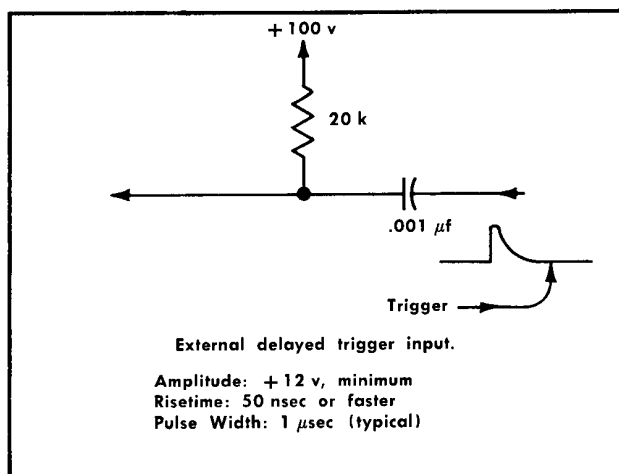 + 100 v
20 k
.001 μf
Trigger
External delayed trigger input.
Amplitude: + 12 v, minimum
Risetime: 50 nsec or faster
Pulse Width: 1 μsec (typical)